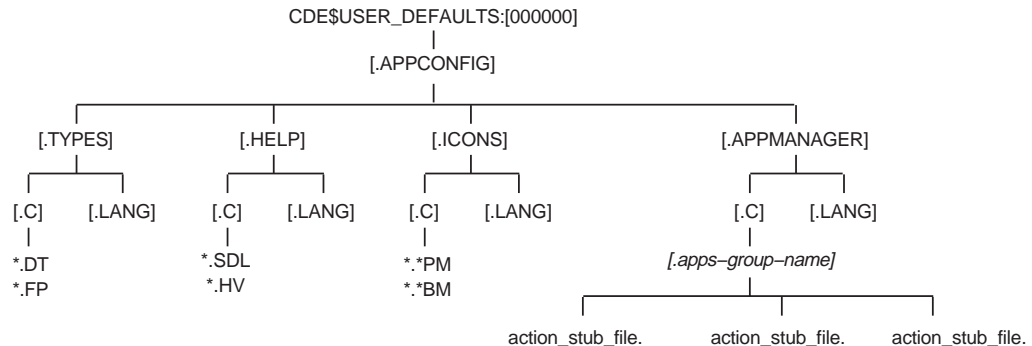 CDE$USER_DEFAULTS:[000000]
[.APPCONFIG]
[.TYPES] [.HELP] [.ICONS] [.APPMANAGER]
[.C] [.LANG] [.C] [.LANG] [.C] [.LANG] [.C] [.LANG]
*.DT *.SDL *.*PM [.apps–group–name]
*.FP *.HV *.*BM
action_stub_file. action_stub_file. action_stub_file.